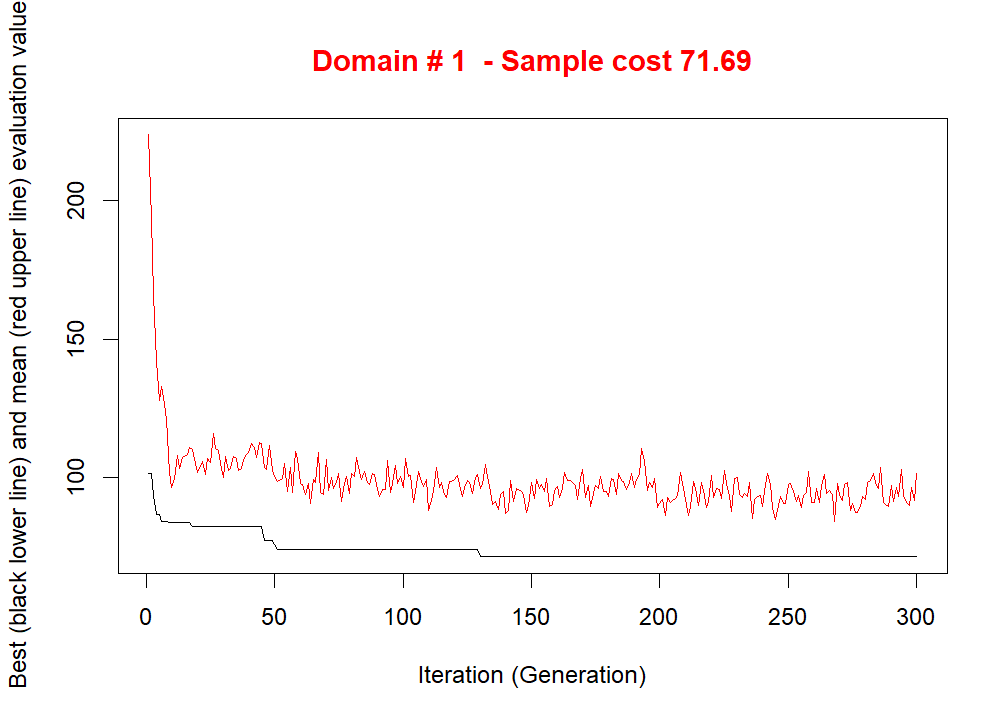 Domain # 1  - Sample cost 71.69
Best (black lower line) and mean (red upper line) evaluation value
200
150
100
0 50 100 150 200 250 300
Iteration (Generation)